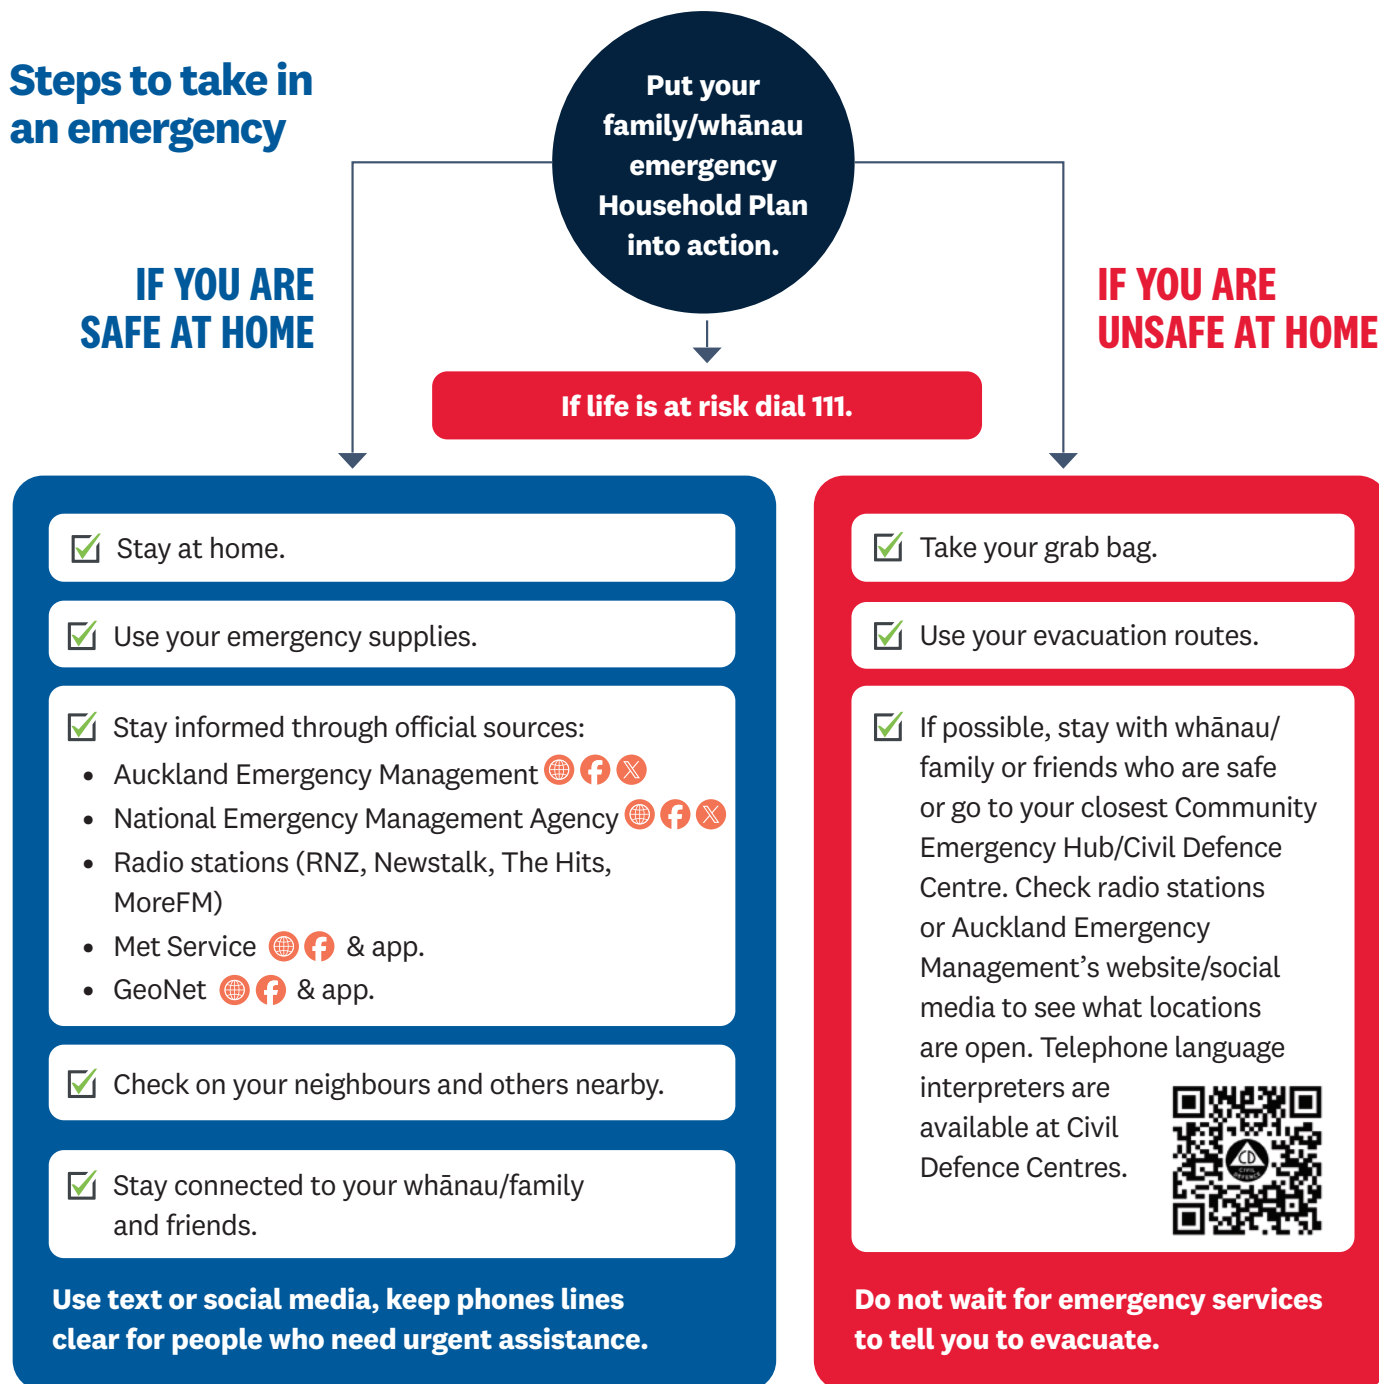 Steps to take in
an emergency
Put your
family/whānau
emergency
Household Plan
into action.
IF YOU ARE
SAFE AT HOME
IF YOU ARE
UNSAFE AT HOME
If life is at risk dial 111.
Stay at home.
Use your emergency supplies.
Stay informed through official sources:
• Auckland Emergency Management
• National Emergency Management Agency
• Radio stations (RNZ, Newstalk, The Hits,
MoreFM)
• Met Service & app.
• GeoNet & app.
Check on your neighbours and others nearby.
Stay connected to your whānau/family
and friends.
Use text or social media, keep phones lines
clear for people who need urgent assistance.
Take your grab bag.
Use your evacuation routes.
If possible, stay with whānau/
family or friends who are safe
or go to your closest Community
Emergency Hub/Civil Defence
Centre. Check radio stations
or Auckland Emergency
Management’s website/social
media to see what locations
are open. Telephone language
interpreters are
available at Civil
Defence Centres.
CD
CIVIL
DEFENCE
Do not wait for emergency services
to tell you to evacuate.